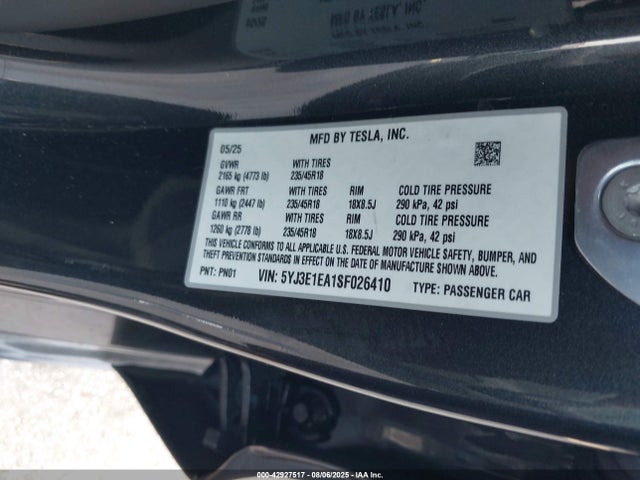 MFD BY TESLA, INC.
05/25
GVWR WITH TIRES
2165 kg (4773 lb) 235/45R18
GAWR FRT WITH TIRES RIM COLD TIRE PRESSURE
1110 kg (2447 lb) 235/45R18 18X8.5J 290 kPa, 42 psi
GAWR RR WITH TIRES RIM COLD TIRE PRESSURE
1260 kg (2778 lb) 235/45R18 18X8.5J 290 kPa, 42 psi
THIS VEHICLE CONFORMS TO ALL APPLICABLE U.S. FEDERAL MOTOR VEHICLE SAFETY, BUMPER, AND
THEFT PREVENTION STANDARDS IN EFFECT ON THE DATE OF MANUFACTURE SHOWN ABOVE.
PNT: PN01 VIN: 5YJ3E1EA1SF026410 TYPE: PASSENGER CAR
000-42927517 - 08/06/2025 - IAA Inc.